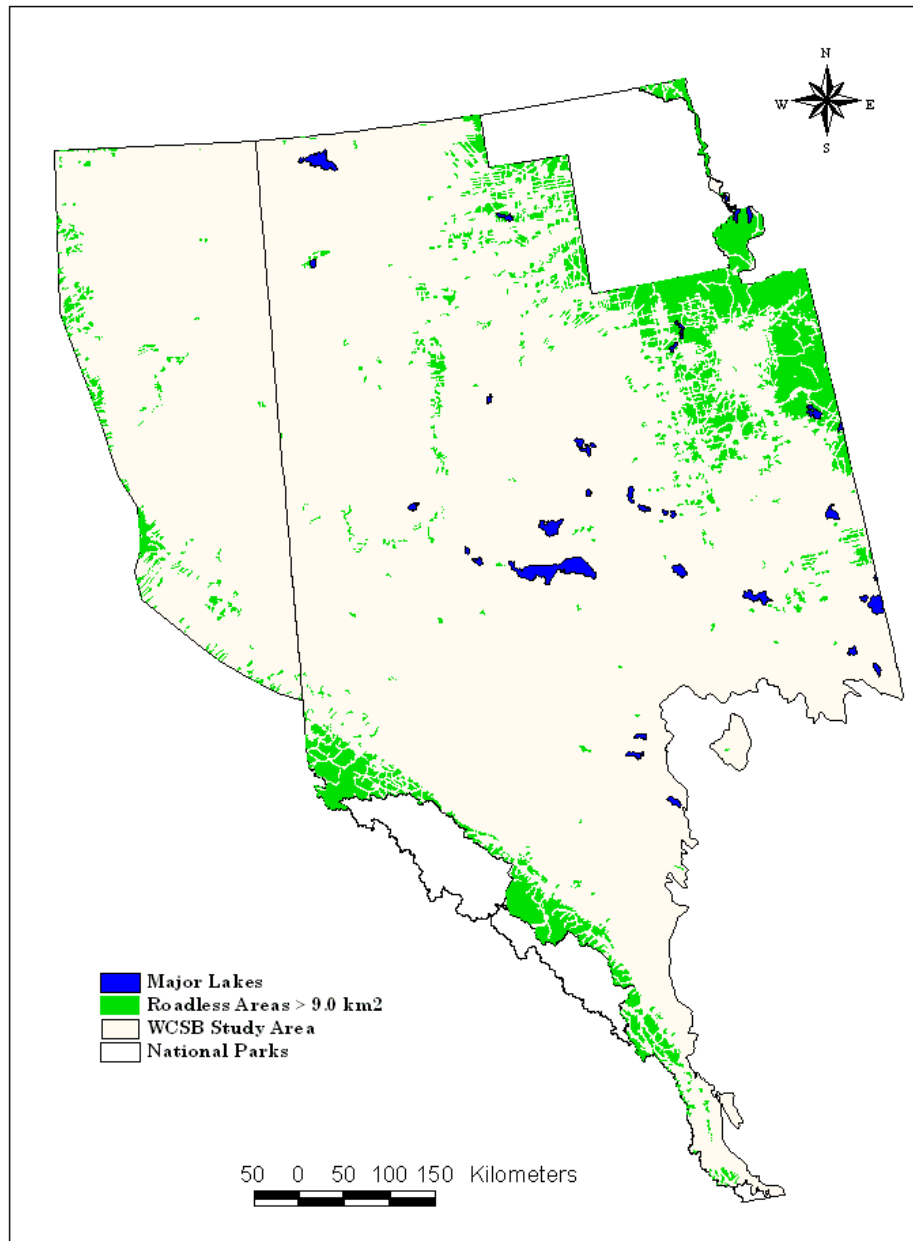 N
W E
S
Major Lakes
Roadless Areas > 9.0 km2
WCSB Study Area
National Parks
50 0 50 100 150 Kilometers